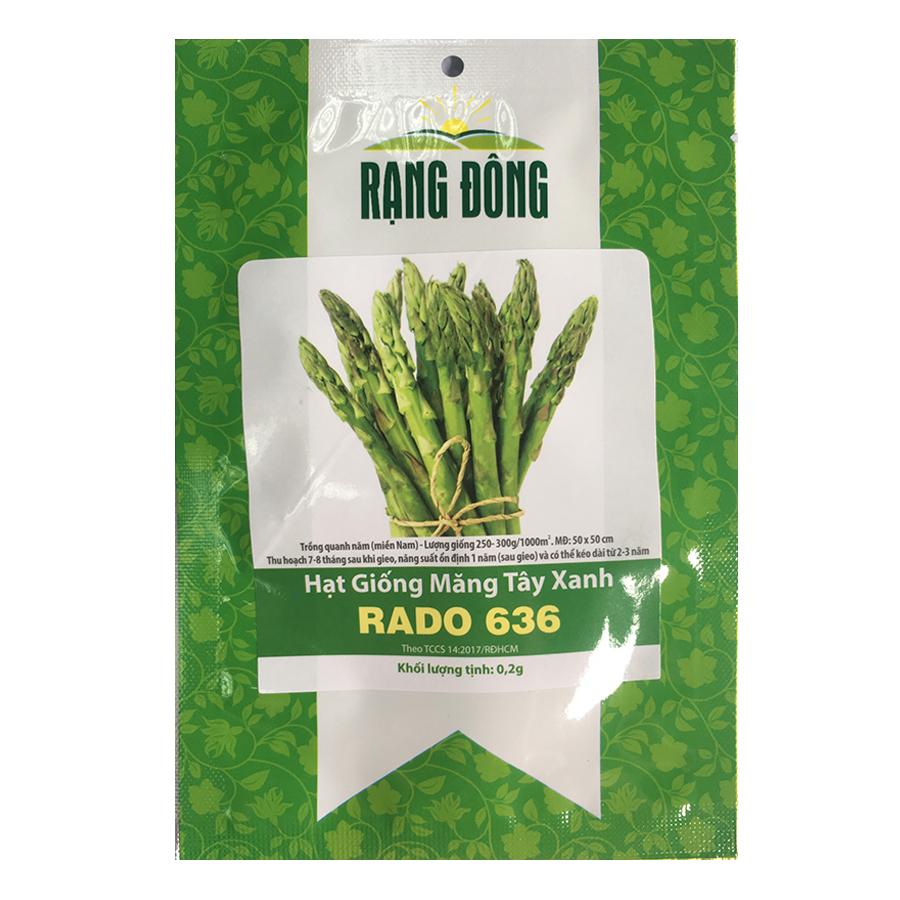 RẠNG ĐÔNG
Trồng quanh năm (miền Nam) - Lượng giống 250- 300g/1000m². MĐ: 50 x 50 cm
Thu hoạch 7-8 tháng sau khi gieo, năng suất ổn định 1 năm (sau gieo) và có thể kéo dài từ 2-3 năm
Hạt Giống Măng Tây Xanh
RADO 636
Theo TCCS 14:2017/RĐHCM
Khối lượng tịnh: 0,2g